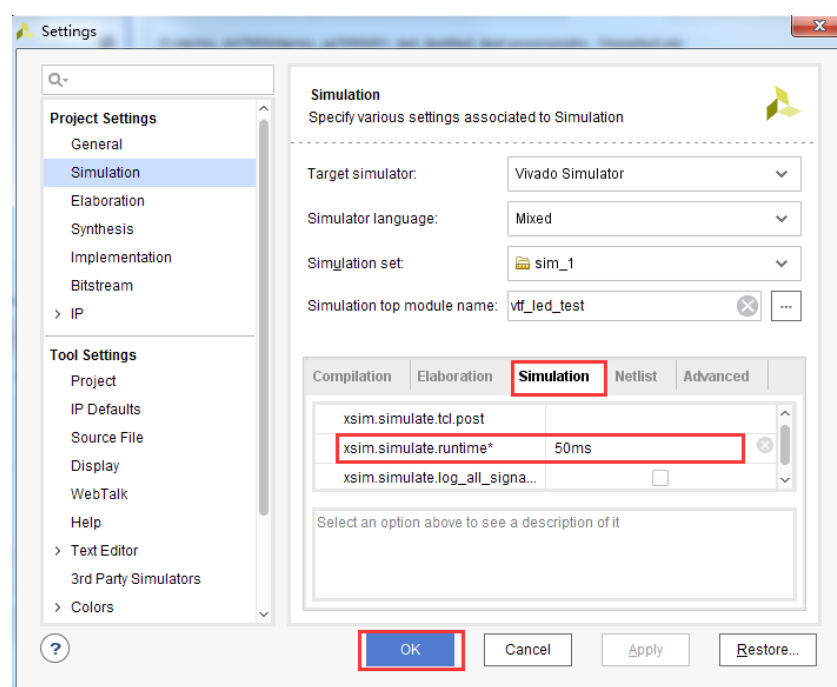 Settings
Project Settings
General
Simulation
Elaboration
Synthesis
Implementation
Bitstream
> IP
Tool Settings
Project
IP Defaults
Source File
Display
WebTalk
Help
> Text Editor
3rd Party Simulators
> Colors
Simulation
Specify various settings associated to Simulation
Target simulator: Vivado Simulator
Simulator language: Mixed
Simulation set: sim_1
Simulation top module name: vtf_led_test ...
Compilation Elaboration Simulation Netlist Advanced
xsim.simulate.tcl.post
xsim.simulate.runtime* 50ms
xsim.simulate.log_all_signa...
Select an option above to see a description of it
? OK Cancel Apply Restore...